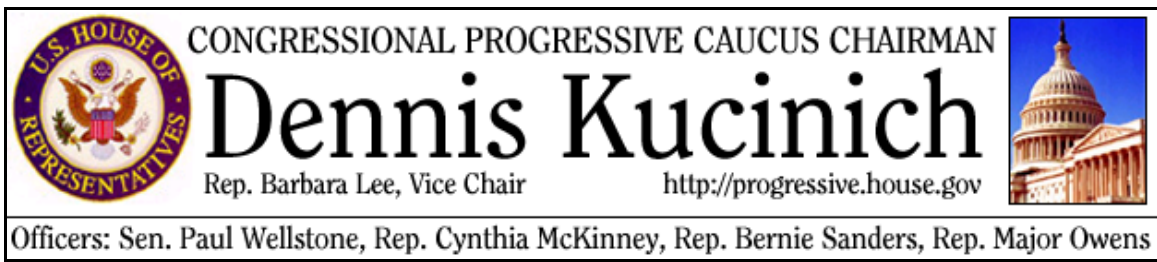 U.S. HOUSE OF
REPRESENTATIVES
CONGRESSIONAL PROGRESSIVE CAUCUS CHAIRMAN
Dennis Kucinich
Rep. Barbara Lee, Vice Chair
http://progressive.house.gov
Officers: Sen. Paul Wellstone, Rep. Cynthia McKinney, Rep. Bernie Sanders, Rep. Major Owens